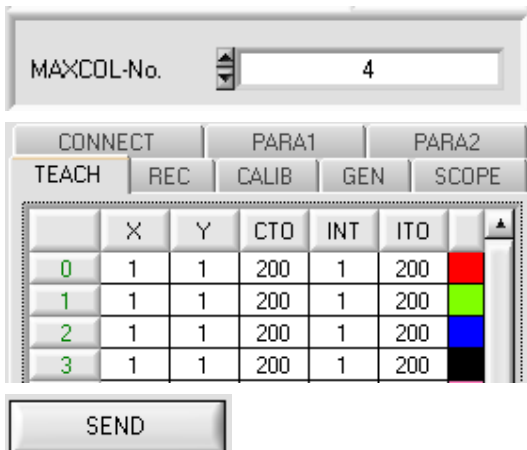 MAXCOL-No. 4
CONNECT PARA1 PARA2
TEACH REC CALIB GEN SCOPE
X Y CTO INT ITO
0 1 1 200 1 200
1 1 1 200 1 200
2 1 1 200 1 200
3 1 1 200 1 200
SEND